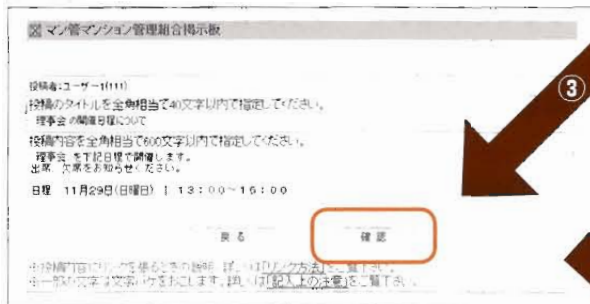 マン管マンション管理組合掲示板
投稿者:ユーザー1(111)
投稿のタイトルを全角相当で40文字以内で指定してください。
理事会の開催日程について
投稿内容を全角相当で600文字以内で指定してください。
理事会を下記日程で開催します。
出席 欠席をお知らせください。
日程 11月29日(日曜日) 13:00~15:00
戻る 確認
③
※投稿内容にリンクを張るときの説明 詳しくは「リンク方法」をご覧下さい。
※一部の文字は文字バケをおこします。詳しくは「記入上の注意」をご覧下さい。